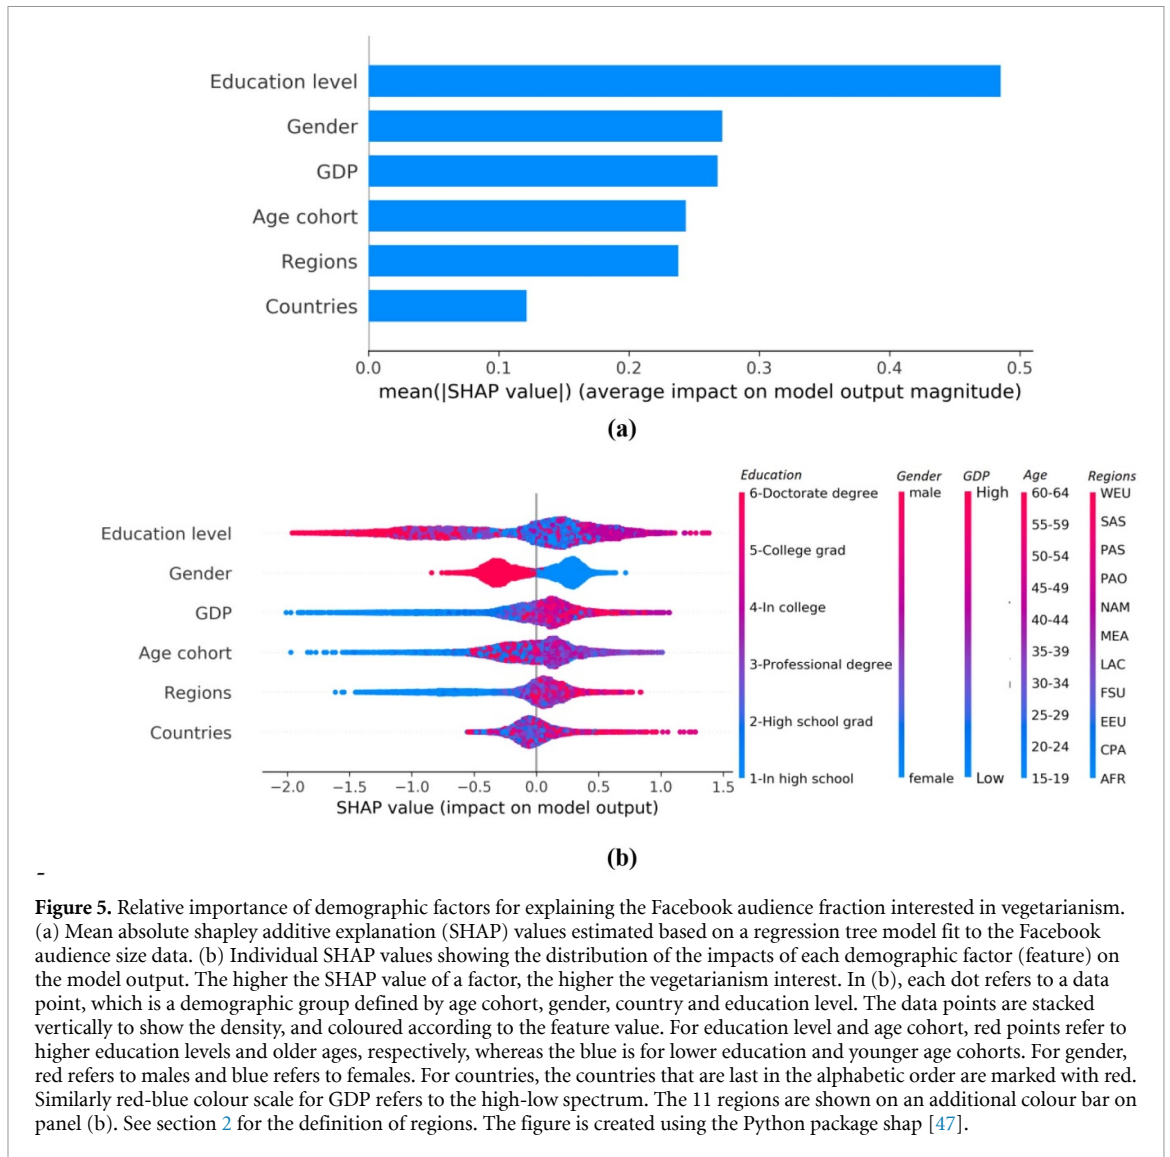 Education level
Gender
GDP
Age cohort
Regions
Countries
0.0 0.1 0.2 0.3 0.4 0.5
mean(|SHAP value|) (average impact on model output magnitude)
(a)
Education Gender GDP Age Regions
6-Doctorate degree male High 60-64 WEU
55-59 SAS
Education level
5-College grad 50-54 PAS
Gender
45-49 PAO
GDP 4-In college 40-44 NAM
Age cohort 35-39 MEA
3-Professional degree LAC
Regions 30-34 FSU
Countries 2-High school grad 25-29 EEU
20-24 CPA
1-In high school female Low 15-19 AFR
−2.0 −1.5 −1.0 −0.5 0.0 0.5 1.0 1.5
SHAP value (impact on model output)
(b)
Figure 5. Relative importance of demographic factors for explaining the Facebook audience fraction interested in vegetarianism.
(a) Mean absolute shapley additive explanation (SHAP) values estimated based on a regression tree model fit to the Facebook
audience size data. (b) Individual SHAP values showing the distribution of the impacts of each demographic factor (feature) on
the model output. The higher the SHAP value of a factor, the higher the vegetarianism interest. In (b), each dot refers to a data
point, which is a demographic group defined by age cohort, gender, country and education level. The data points are stacked
vertically to show the density, and coloured according to the feature value. For education level and age cohort, red points refer to
higher education levels and older ages, respectively, whereas the blue is for lower education and younger age cohorts. For gender,
red refers to males and blue refers to females. For countries, the countries that are last in the alphabetic order are marked with red.
Similarly red-blue colour scale for GDP refers to the high-low spectrum. The 11 regions are shown on an additional colour bar on
panel (b). See section 2 for the definition of regions. The figure is created using the Python package shap [47].